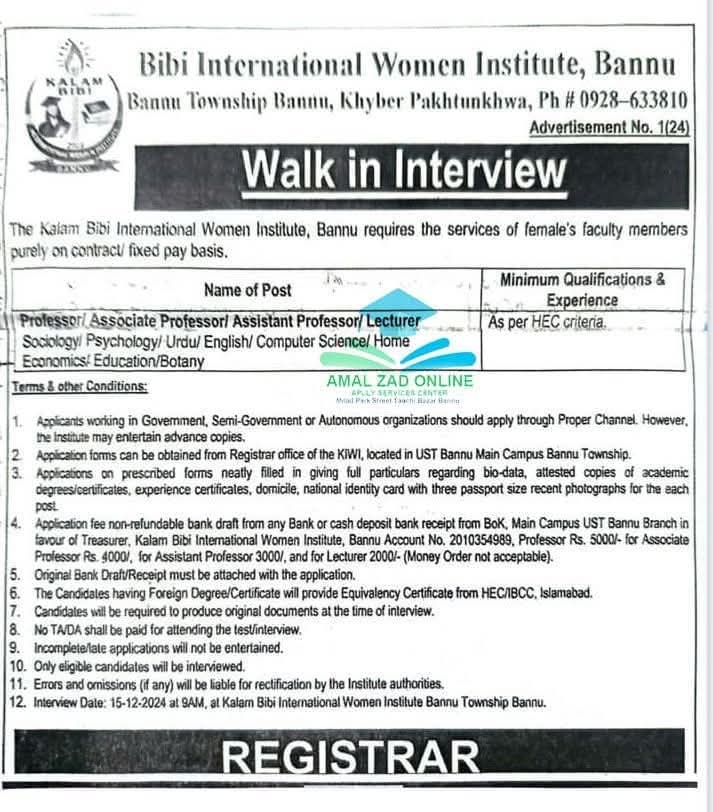 KALAM
BIBI
BANNU
Bibi International Women Institute, Bannu
Bannu Township Bannu, Khyber Pakhtunkhwa, Ph # 0928–633810
Advertisement No. 1(24)
Walk in Interview
The Kalam Bibi International Women Institute, Bannu requires the services of female's faculty members
purely on contract/ fixed pay basis.
Name of Post
Minimum Qualifications &
Experience
Professor/ Associate Professor/ Assistant Professor/ Lecturer
Sociology/ Psychology/ Urdu/ English/ Computer Science/ Home
Economics/ Education/Botany
As per HEC criteria.
AMAL ZAD ONLINE
APLLY SERVICES CENTER
Milad Park Street Taachi Bazar Bannu
Terms & other Conditions:
1. Applicants working in Government, Semi-Government or Autonomous organizations should apply through Proper Channel. However,
the Institute may entertain advance copies.
2. Application forms can be obtained from Registrar office of the KIWI, located in UST Bannu Main Campus Bannu Township.
3. Applications on prescribed forms neatly filled in giving full particulars regarding bio-data, attested copies of academic
degrees/certificates, experience certificates, domicile, national identity card with three passport size recent photographs for the each
post.
4. Application fee non-refundable bank draft from any Bank or cash deposit bank receipt from BoK, Main Campus UST Bannu Branch in
favour of Treasurer, Kalam Bibi International Women Institute, Bannu Account No. 2010354989, Professor Rs. 5000/- for Associate
Professor Rs. 4000/, for Assistant Professor 3000/, and for Lecturer 2000/- (Money Order not acceptable).
5. Original Bank Draft/Receipt must be attached with the application.
6. The Candidates having Foreign Degree/Certificate will provide Equivalency Certificate from HEC/IBCC, Islamabad.
7. Candidates will be required to produce original documents at the time of interview.
8. No TA/DA shall be paid for attending the test/interview.
9. Incomplete/late applications will not be entertained.
10. Only eligible candidates will be interviewed.
11. Errors and omissions (if any) will be liable for rectification by the Institute authorities.
12. Interview Date: 15-12-2024 at 9AM, at Kalam Bibi International Women Institute Bannu Township Bannu.
REGISTRAR